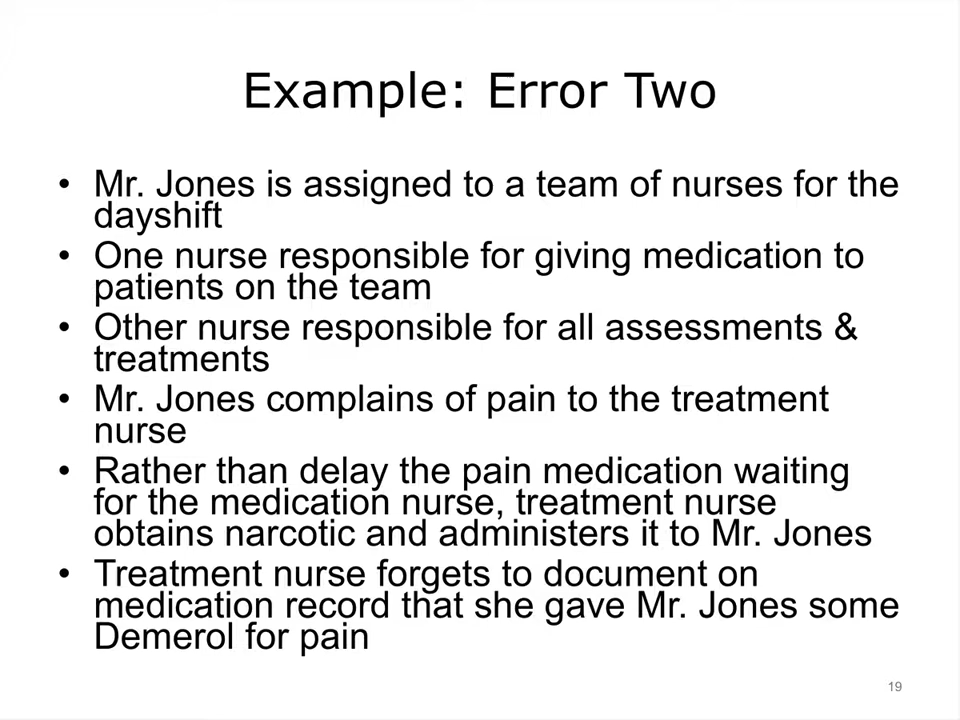 Example: Error Two
• Mr. Jones is assigned to a team of nurses for the
dayshift
• One nurse responsible for giving medication to
patients on the team
• Other nurse responsible for all assessments &
treatments
• Mr. Jones complains of pain to the treatment
nurse
• Rather than delay the pain medication waiting
for the medication nurse, treatment nurse
obtains narcotic and administers it to Mr. Jones
• Treatment nurse forgets to document on
medication record that she gave Mr. Jones some
Demerol for pain
19